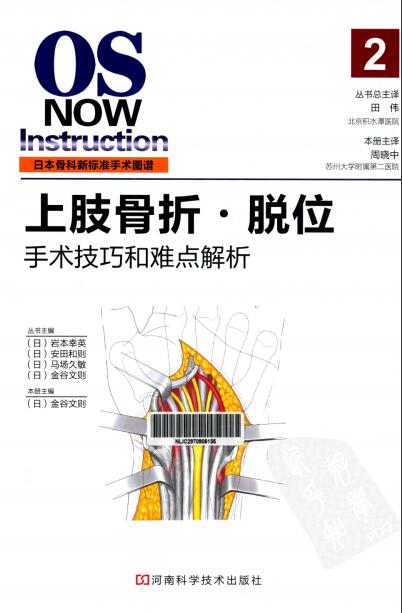 OS
NOW
Instruction
日本骨科新标准手术图谱
2
丛书总主译
田 伟
北京积水潭医院
本册主译
周晓中
苏州大学附属第二医院
上肢骨折·脱位
手术技巧和难点解析
丛书主编
（日）岩本幸英
（日）安田和则
（日）马场久敏
（日）金谷文则
本册主编
（日）金谷文则
NLIC2970906135
河南科学技术出版社